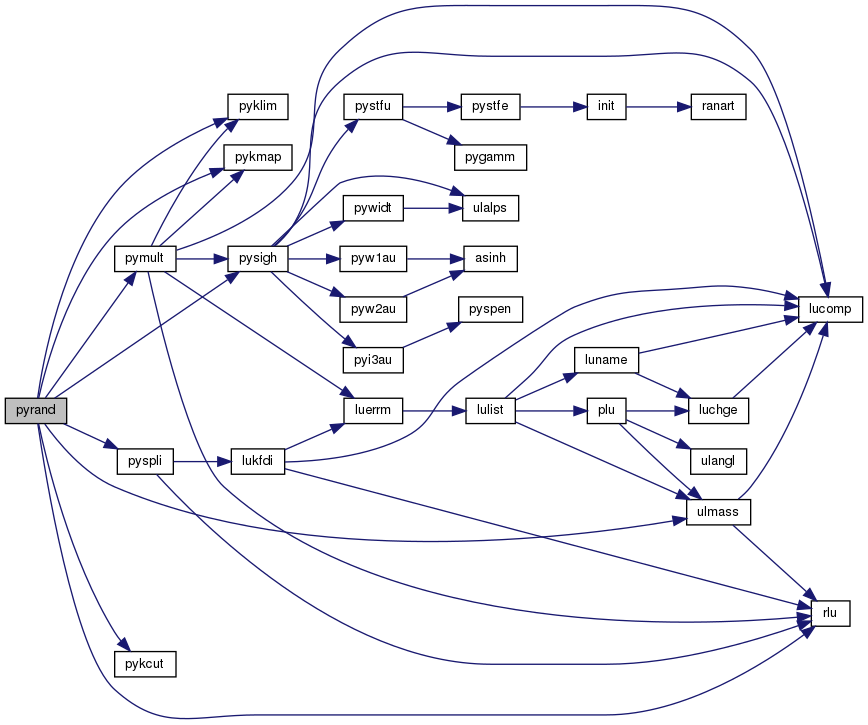 pyklim
pystfu
pystfe
init
ranart
pykmap
pygamm
pywidt
ulalps
pymult
pysigh
pyw1au
asinh
pyw2au
pyspen
lucomp
pyi3au
luname
pyrand
luerrm
lulist
plu
luchge
pyspli
lukfdi
ulangl
ulmass
rlu
pykcut